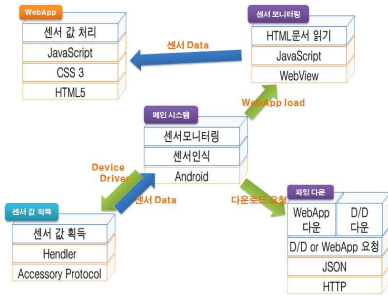 WebApp
센서 값 처리
JavaScript
CSS 3
HTML5
센서 모니터링
HTML문서 읽기
JavaScript
WebView
센서 Data
WebApp load
메인 시스템
센서모니터링
센서인식
Android
Device
Driver
센서 Data
다운로드 요청
센서 값 획득
센서 값 획득
Hendler
Accessory Protocol
파일 다운
WebApp
다운
D/D
다운
D/D or WebApp 요청
JSON
HTTP